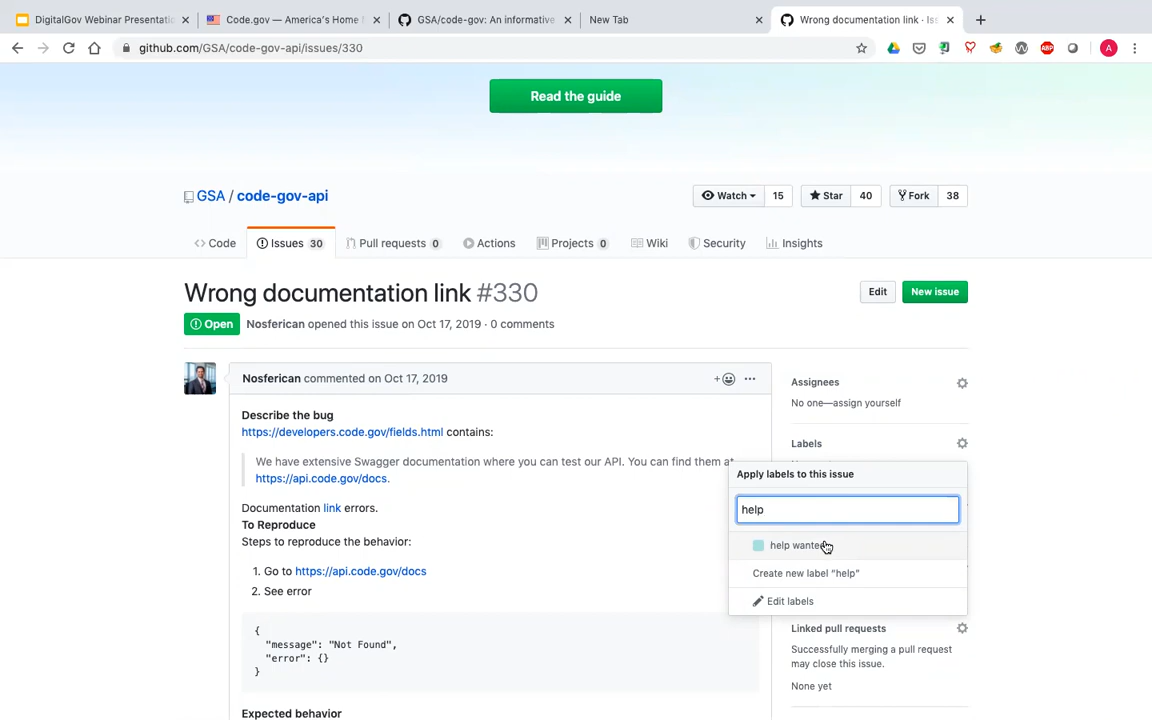 DigitalGov Webinar Presentati
Code.gov — America's Home
GSA/code-gov: An informative
New Tab
Wrong documentation link · Iss
github.com/GSA/code-gov-api/issues/330
ABP
A
Read the guide
GSA / code-gov-api
Watch 15
Star 40
Fork 38
Code
Issues 30
Pull requests 0
Actions
Projects 0
Wiki
Security
Insights
Wrong documentation link #330
Edit
New issue
Open
Nosferican opened this issue on Oct 17, 2019 · 0 comments
Nosferican commented on Oct 17, 2019
Describe the bug
https://developers.code.gov/fields.html contains:
We have extensive Swagger documentation where you can test our API. You can find them at
https://api.code.gov/docs.
Documentation link errors.
To Reproduce
Steps to reproduce the behavior:
1. Go to https://api.code.gov/docs
2. See error
{
"message": "Not Found",
"error": {}
}
Expected behavior
Assignees
No one—assign yourself
Labels
Apply labels to this issue
help
help wanted
Create new label “help”
Edit labels
Linked pull requests
Successfully merging a pull request
may close this issue.
None yet